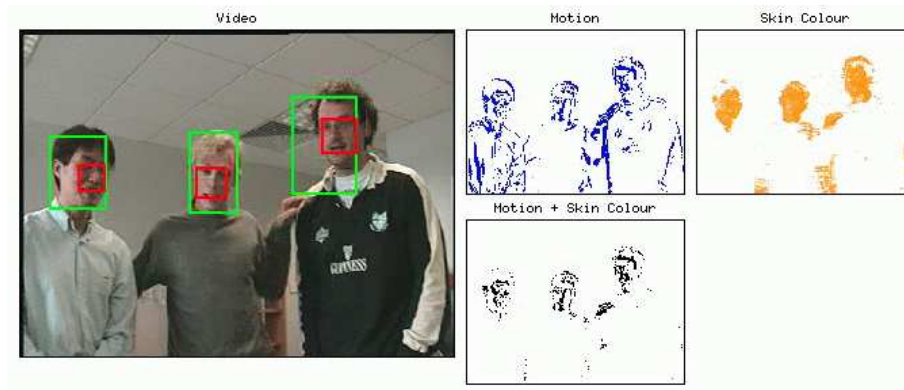 Video
Motion
Skin Colour
Motion + Skin Colour
GUINNESS